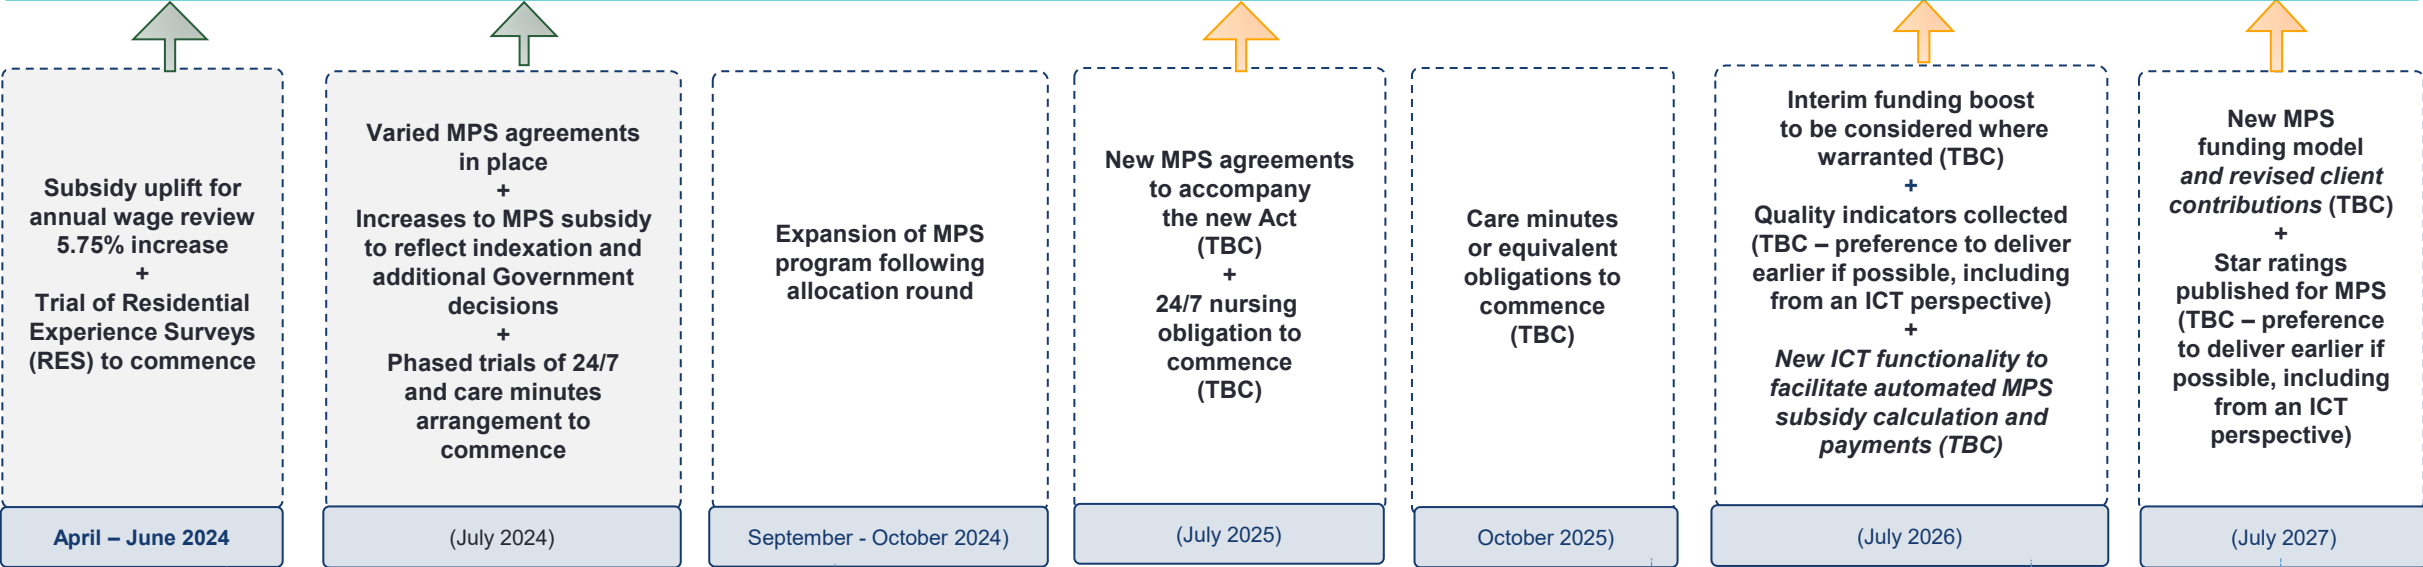 Subsidy uplift for
annual wage review
5.75% increase
+
Trial of Residential
Experience Surveys
(RES) to commence
April – June 2024
Varied MPS agreements
in place
+
Increases to MPS subsidy
to reflect indexation and
additional Government
decisions
+
Phased trials of 24/7
and care minutes
arrangement to
commence
(July 2024)
Expansion of MPS
program following
allocation round
September - October 2024)
New MPS agreements
to accompany
the new Act
(TBC)
+
24/7 nursing
obligation to
commence
(TBC)
(July 2025)
Care minutes
or equivalent
obligations to
commence
(TBC)
October 2025)
Interim funding boost
to be considered where
warranted (TBC)
+
Quality indicators collected
(TBC – preference to deliver
earlier if possible, including
from an ICT perspective)
+
New ICT functionality to
facilitate automated MPS
subsidy calculation and
payments (TBC)
(July 2026)
New MPS
funding model
and revised client
contributions (TBC)
+
Star ratings
published for MPS
(TBC – preference
to deliver earlier if
possible, including
from an ICT
perspective)
(July 2027)